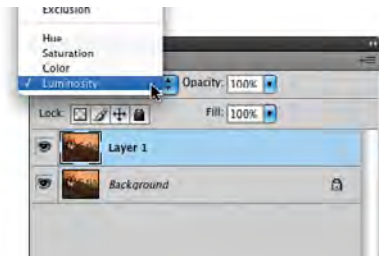 Exclusion
Hue
Saturation
Color
✓ Luminosity
Opacity: 100%
Lock: Fill: 100%
Layer 1
Background